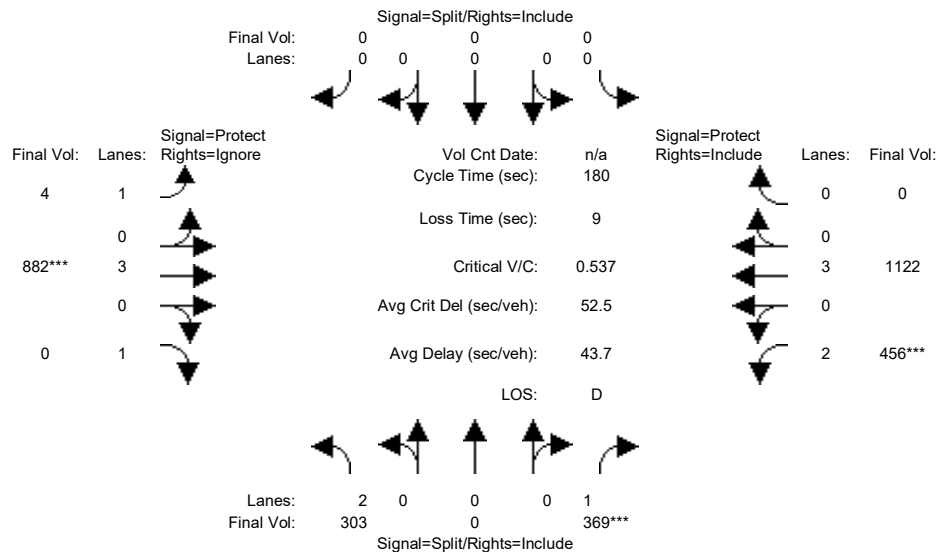 Signal=Split/Rights=Include
Final Vol: 0 0 0
Lanes: 0 0 0 0 0
Signal=Protect Signal=Protect
Final Vol: Lanes: Rights=Ignore Vol Cnt Date: n/a Rights=Include Lanes: Final Vol:
Cycle Time (sec): 180
4 1 0 0
Loss Time (sec): 9
0 0
882*** 3 Critical V/C: 0.537 3 1122
0 Avg Crit Del (sec/veh): 52.5 0
0 1 Avg Delay (sec/veh): 43.7 2 456***
LOS: D
Lanes: 2 0 0 0 1
Final Vol: 303 0 369***
Signal=Split/Rights=Include